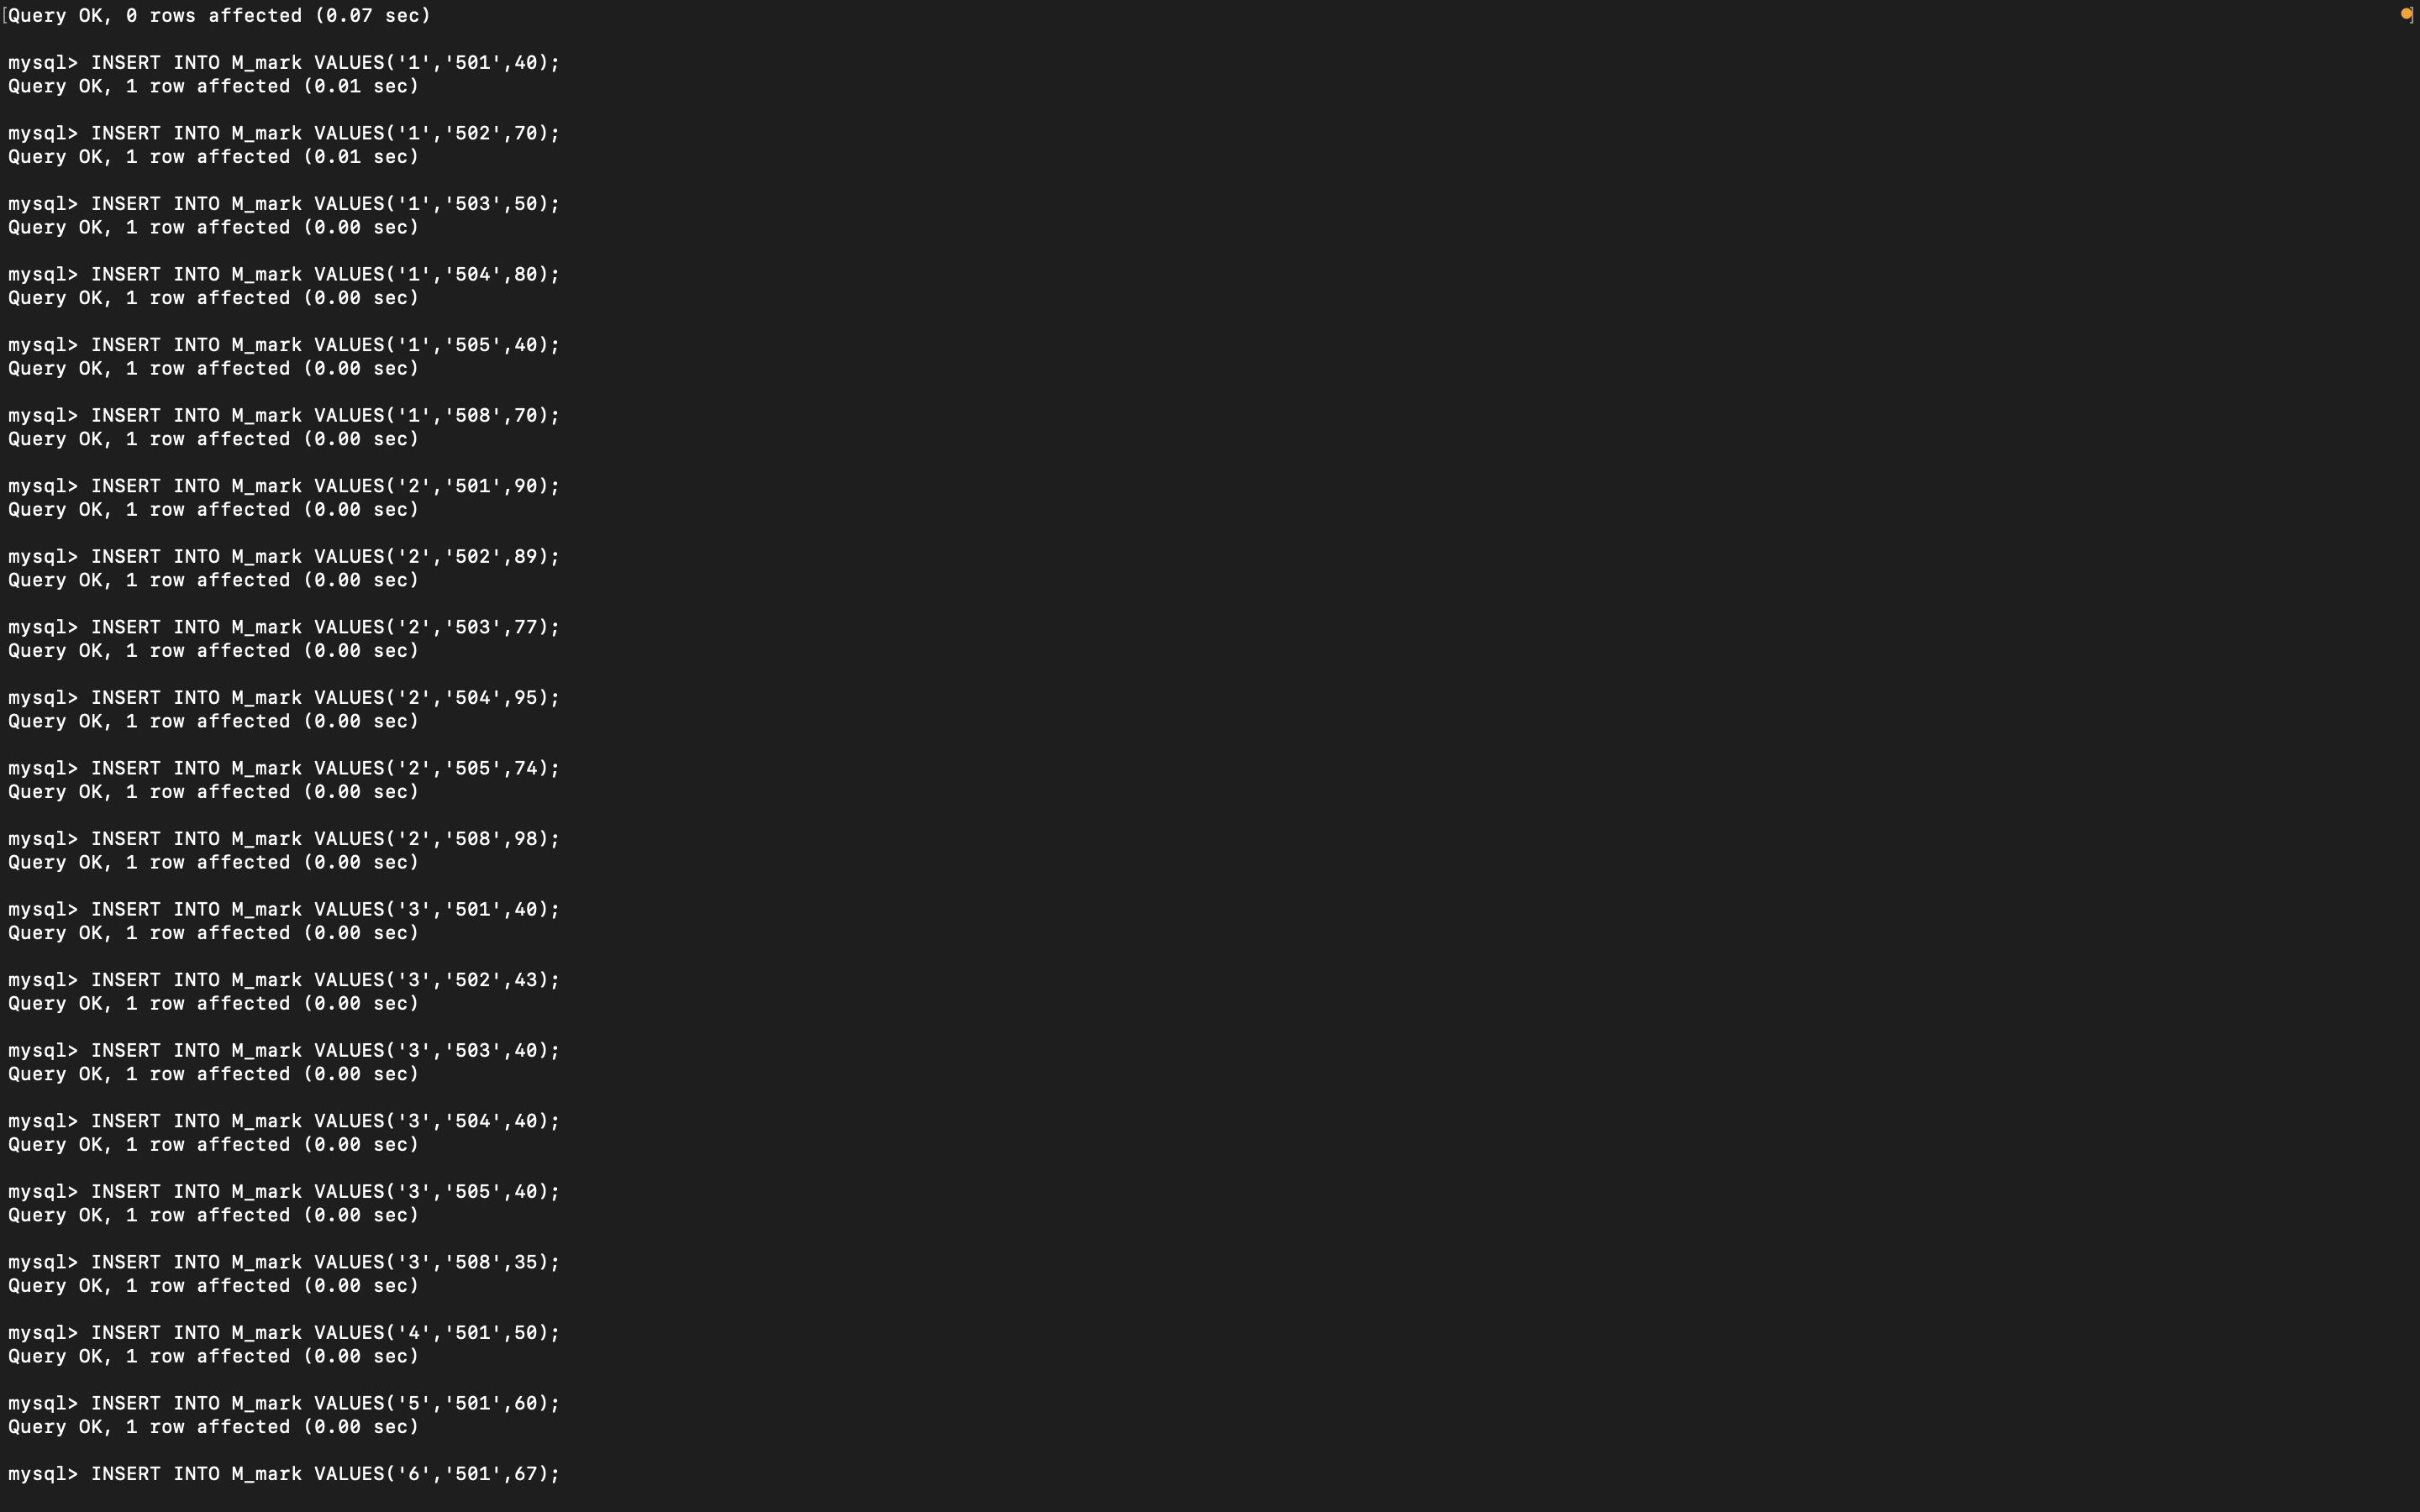 [Query OK, 0 rows affected (0.07 sec) ]
mysql> INSERT INTO M_mark VALUES('1','501',40);
Query OK, 1 row affected (0.01 sec)
mysql> INSERT INTO M_mark VALUES('1','502',70);
Query OK, 1 row affected (0.01 sec)
mysql> INSERT INTO M_mark VALUES('1','503',50);
Query OK, 1 row affected (0.00 sec)
mysql> INSERT INTO M_mark VALUES('1','504',80);
Query OK, 1 row affected (0.00 sec)
mysql> INSERT INTO M_mark VALUES('1','505',40);
Query OK, 1 row affected (0.00 sec)
mysql> INSERT INTO M_mark VALUES('1','508',70);
Query OK, 1 row affected (0.00 sec)
mysql> INSERT INTO M_mark VALUES('2','501',90);
Query OK, 1 row affected (0.00 sec)
mysql> INSERT INTO M_mark VALUES('2','502',89);
Query OK, 1 row affected (0.00 sec)
mysql> INSERT INTO M_mark VALUES('2','503',77);
Query OK, 1 row affected (0.00 sec)
mysql> INSERT INTO M_mark VALUES('2','504',95);
Query OK, 1 row affected (0.00 sec)
mysql> INSERT INTO M_mark VALUES('2','505',74);
Query OK, 1 row affected (0.00 sec)
mysql> INSERT INTO M_mark VALUES('2','508',98);
Query OK, 1 row affected (0.00 sec)
mysql> INSERT INTO M_mark VALUES('3','501',40);
Query OK, 1 row affected (0.00 sec)
mysql> INSERT INTO M_mark VALUES('3','502',43);
Query OK, 1 row affected (0.00 sec)
mysql> INSERT INTO M_mark VALUES('3','503',40);
Query OK, 1 row affected (0.00 sec)
mysql> INSERT INTO M_mark VALUES('3','504',40);
Query OK, 1 row affected (0.00 sec)
mysql> INSERT INTO M_mark VALUES('3','505',40);
Query OK, 1 row affected (0.00 sec)
mysql> INSERT INTO M_mark VALUES('3','508',35);
Query OK, 1 row affected (0.00 sec)
mysql> INSERT INTO M_mark VALUES('4','501',50);
Query OK, 1 row affected (0.00 sec)
mysql> INSERT INTO M_mark VALUES('5','501',60);
Query OK, 1 row affected (0.00 sec)
mysql> INSERT INTO M_mark VALUES('6','501',67);